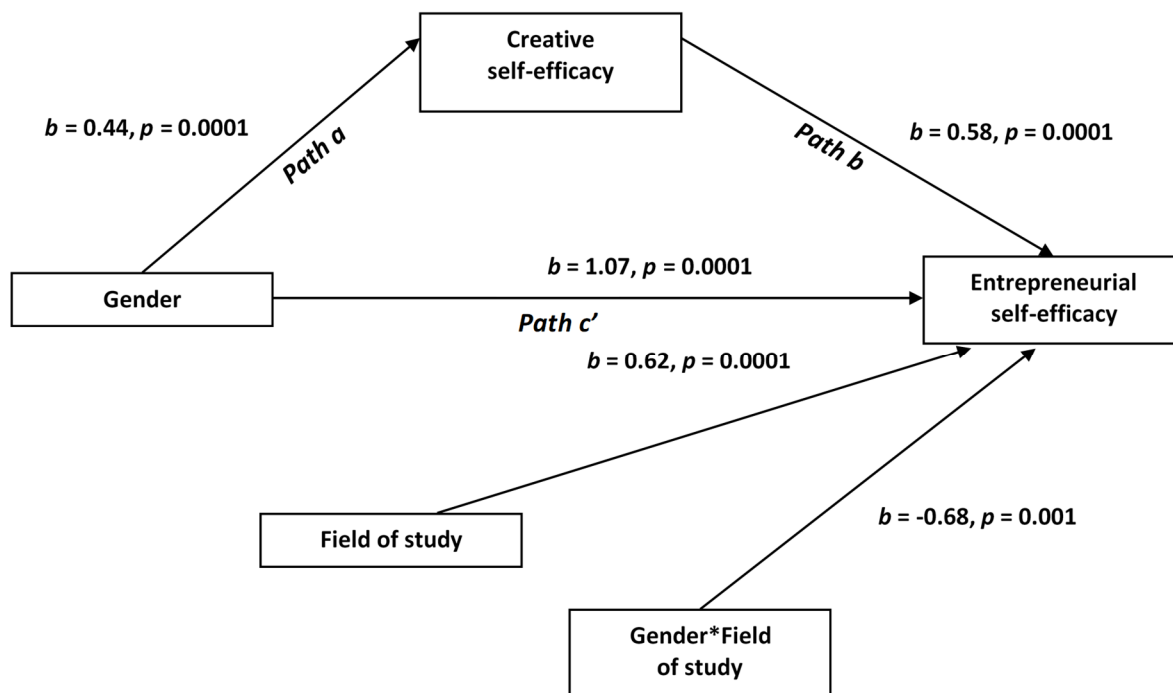 Creative
self-efficacy
b = 0.44, p = 0.0001
Path a
Path b
b = 0.58, p = 0.0001
b = 1.07, p = 0.0001
Gender
Path c’
Entrepreneurial
self-efficacy
b = 0.62, p = 0.0001
Field of study
b = -0.68, p = 0.001
Gender*Field
of study